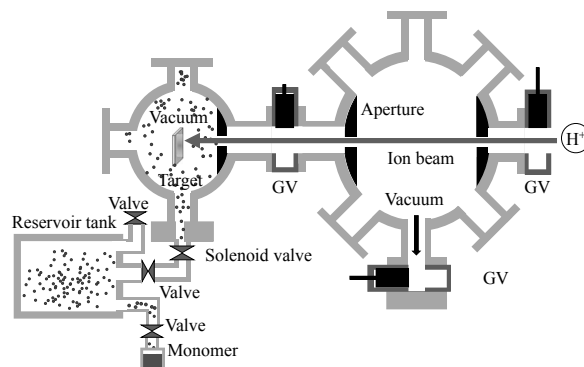 Vacuum
Aperture
H+
Target
Ion beam
GV
GV
Valve
Vacuum
Reservoir tank
Solenoid valve
GV
Valve
Valve
Monomer